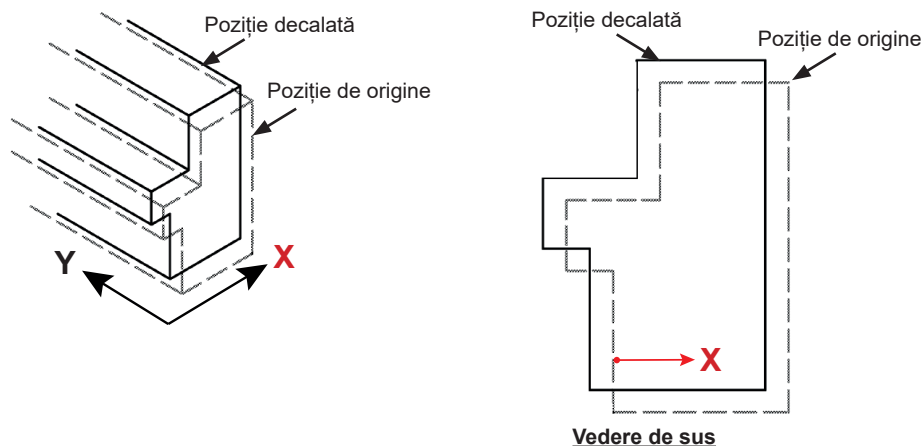 Poziție decalată
Poziție de origine
Y
X
Poziție decalată
Poziție de origine
X
Vedere de sus